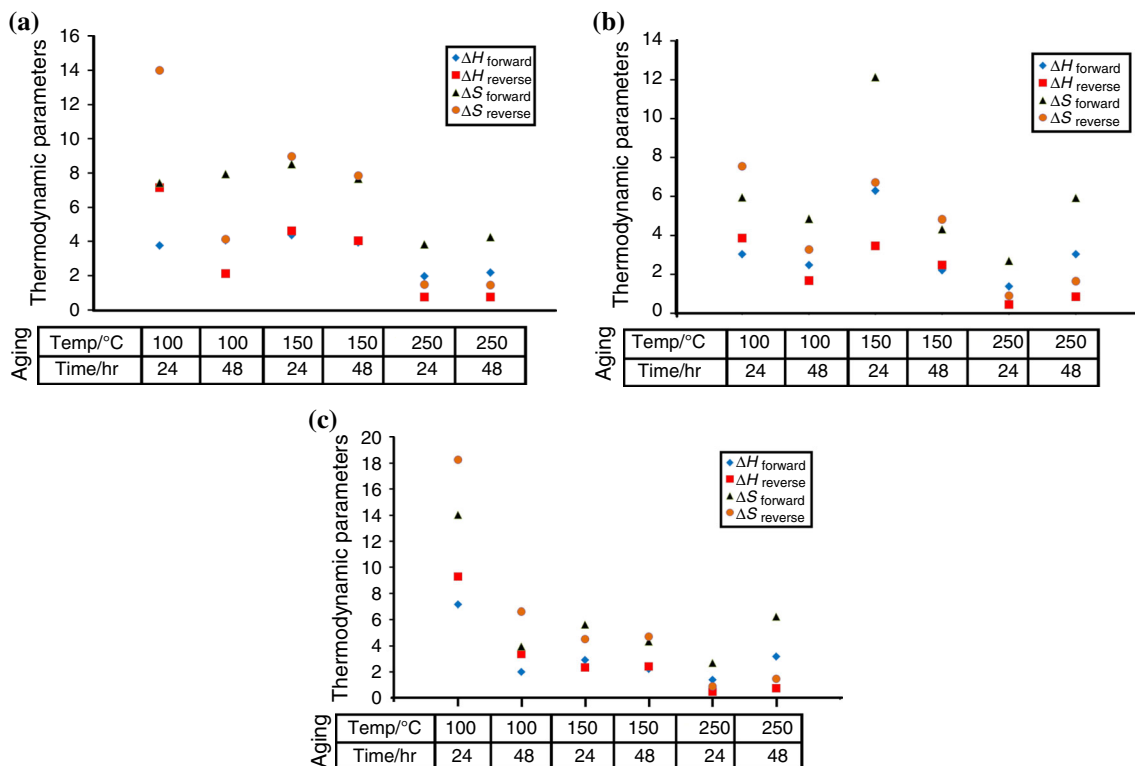 (a)
Thermodynamic parameters
16
14
12
10
8
6
4
2
0
ΔH forward
ΔH reverse
ΔS forward
ΔS reverse
Aging
Temp/°C 100 100 150 150 250 250
Time/hr 24 48 24 48 24 48
(b)
Thermodynamic parameters
14
12
10
8
6
4
2
0
ΔH forward
ΔH reverse
ΔS forward
ΔS reverse
Aging
Temp/°C 100 100 150 150 250 250
Time/hr 24 48 24 48 24 48
(c)
Thermodynamic parameters
20
18
16
14
12
10
8
6
4
2
0
ΔH forward
ΔH reverse
ΔS forward
ΔS reverse
Aging
Temp/°C 100 100 150 150 250 250
Time/hr 24 48 24 48 24 48